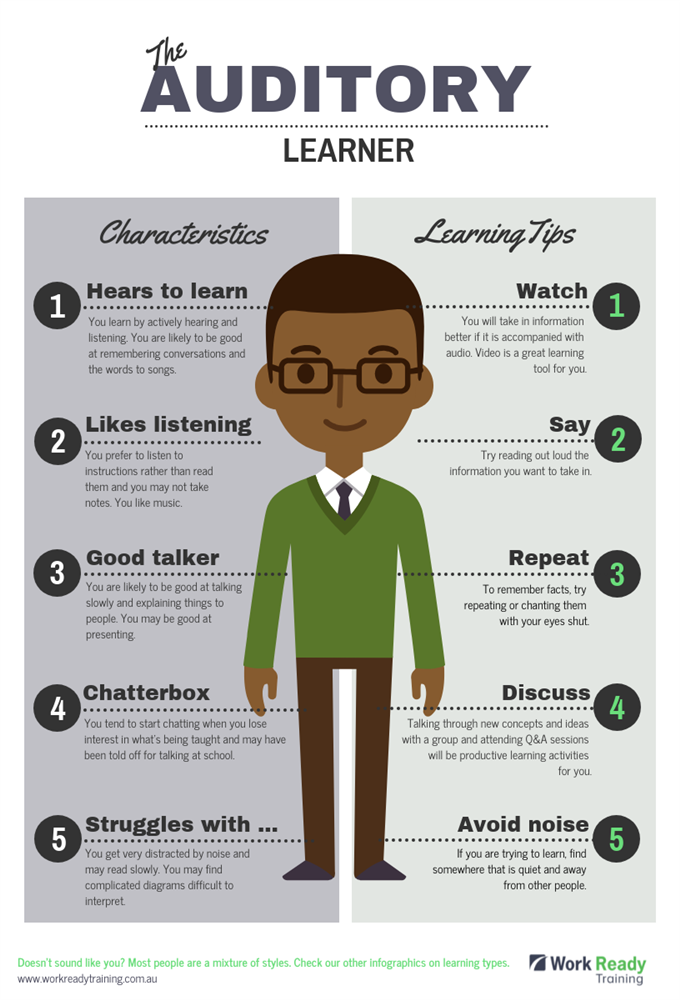 The
AUDITORY
LEARNER
Characteristics
1
Hears to learn
You learn by actively hearing and
listening. You are likely to be good
at remembering conversations and
the words to songs.
2
Likes listening
You prefer to listen to
instructions rather than read
them and you may not take
notes. You like music.
3
Good talker
You are likely to be good at talking
slowly and explaining things to
people. You may be good at
presenting.
4
Chatterbox
You tend to start chatting when you lose
interest in what's being taught and may have
been told off for talking at school.
5
Struggles with ...
You get very distracted by noise and
may read slowly. You may find
complicated diagrams difficult to
interpret.
Learning Tips
Watch
1
You will take in information
better if it is accompanied with
audio. Video is a great learning
tool for you.
Say
2
Try reading out loud the
information you want to take in.
Repeat
3
To remember facts, try
repeating or chanting them
with your eyes shut.
Discuss
4
Talking through new concepts and ideas
with a group and attending Q&A sessions
will be productive learning activities
for you.
Avoid noise
5
If you are trying to learn, find
somewhere that is quiet and away
from other people.
Doesn't sound like you? Most people are a mixture of styles. Check our other infographics on learning types.
www.workreadytraining.com.au
Work Ready
Training